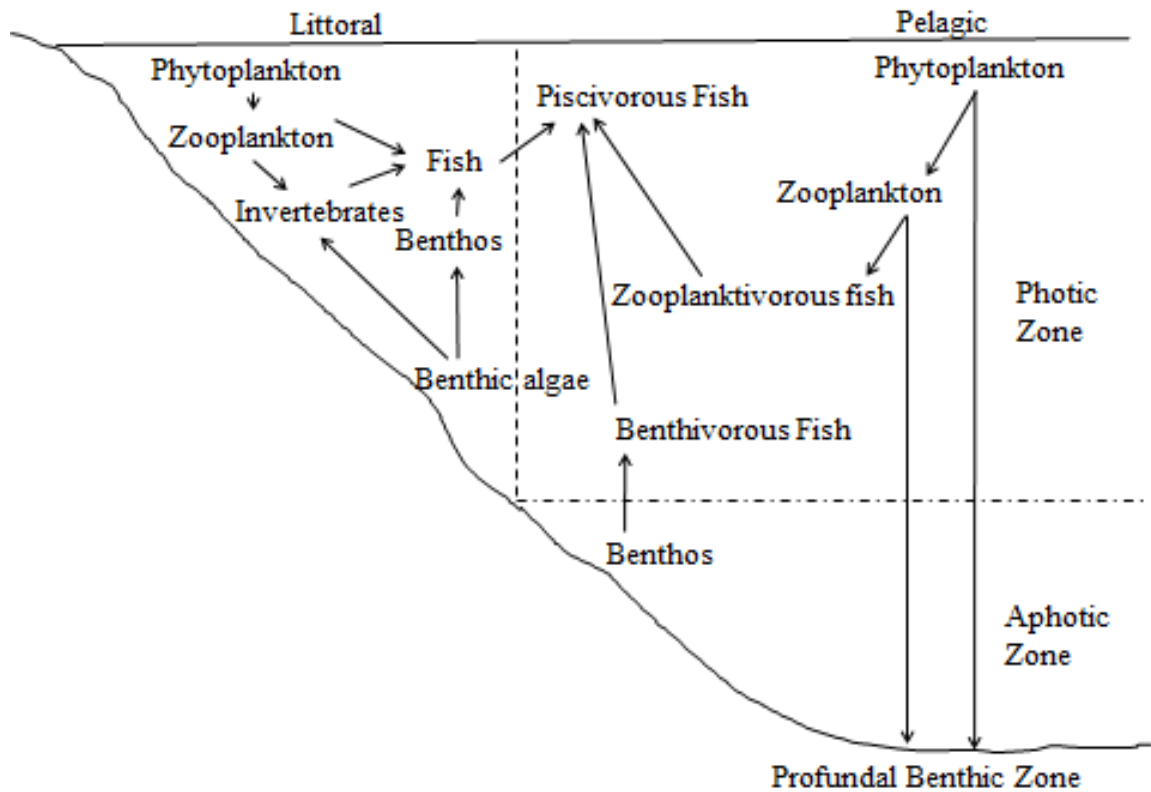 Littoral
Pelagic
Phytoplankton
Phytoplankton
Piscivorous Fish
Zooplankton
Fish
Zooplankton
Invertebrates
Benthos
Zooplanktivorous fish
Photic
Zone
Benthic algae
Benthivorous Fish
Benthos
Aphotic
Zone
Profundal Benthic Zone